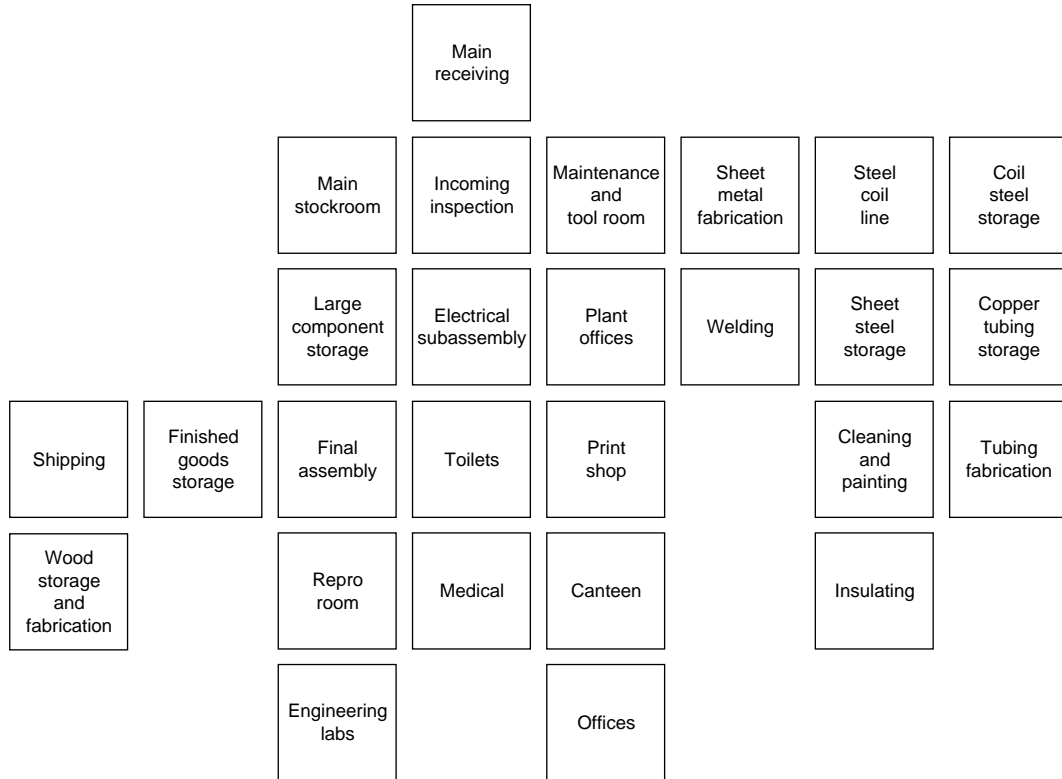 Main
receiving
Main
stockroom
Incoming
inspection
Maintenance
and
tool room
Sheet
metal
fabrication
Steel
coil
line
Coil
steel
storage
Large
component
storage
Electrical
subassembly
Plant
offices
Welding
Sheet
steel
storage
Copper
tubing
storage
Shipping
Finished
goods
storage
Final
assembly
Toilets
Print
shop
Cleaning
and
painting
Tubing
fabrication
Wood
storage
and
fabrication
Repro
room
Medical
Canteen
Insulating
Engineering
labs
Offices